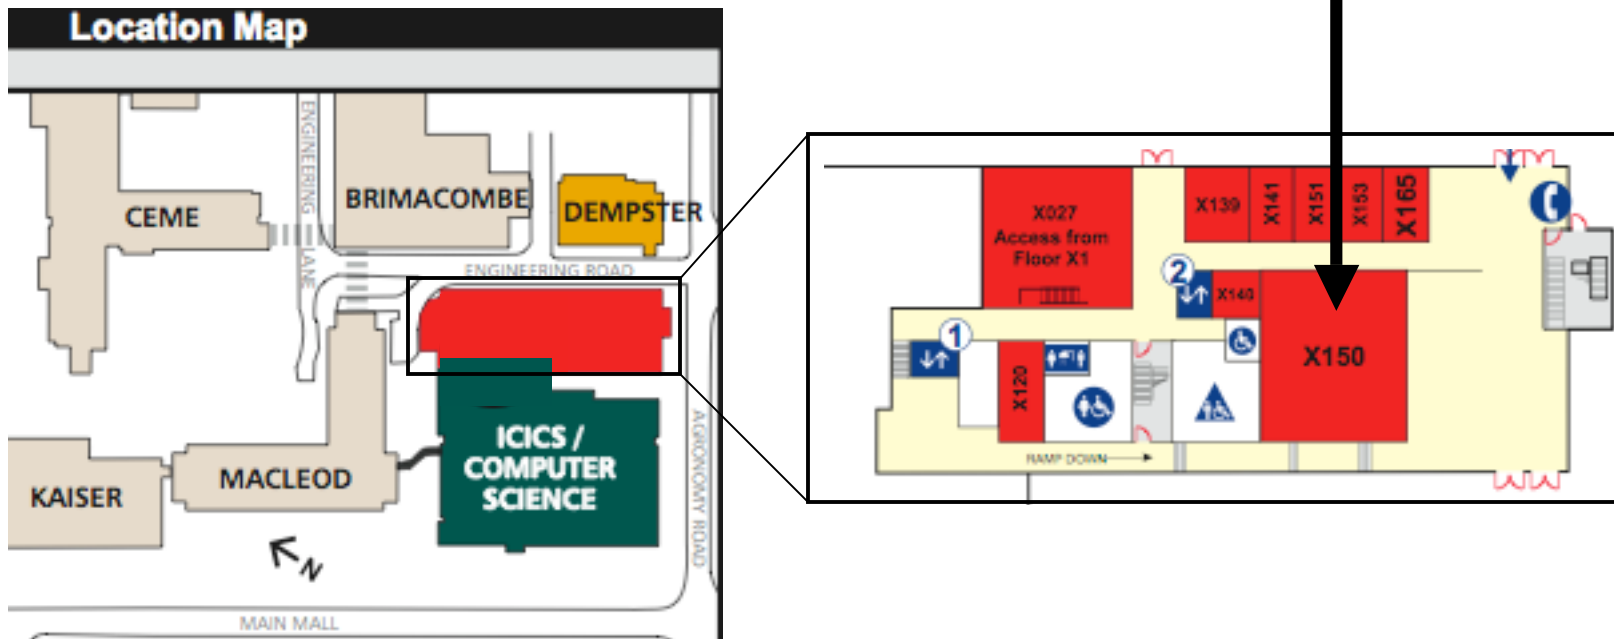 Location Map
ENGINEERING
LANE
CEME
BRIMACOMBE
DEMPSTER
ENGINEERING ROAD
ICICS /
COMPUTER
SCIENCE
MACLEOD
KAISER
AGRONOMY ROAD
N
MAIN MALL
X027
Access from
Floor X1
X139
X141
X151
X153
X165
2
X140
1
X120
X150
RAMP DOWN